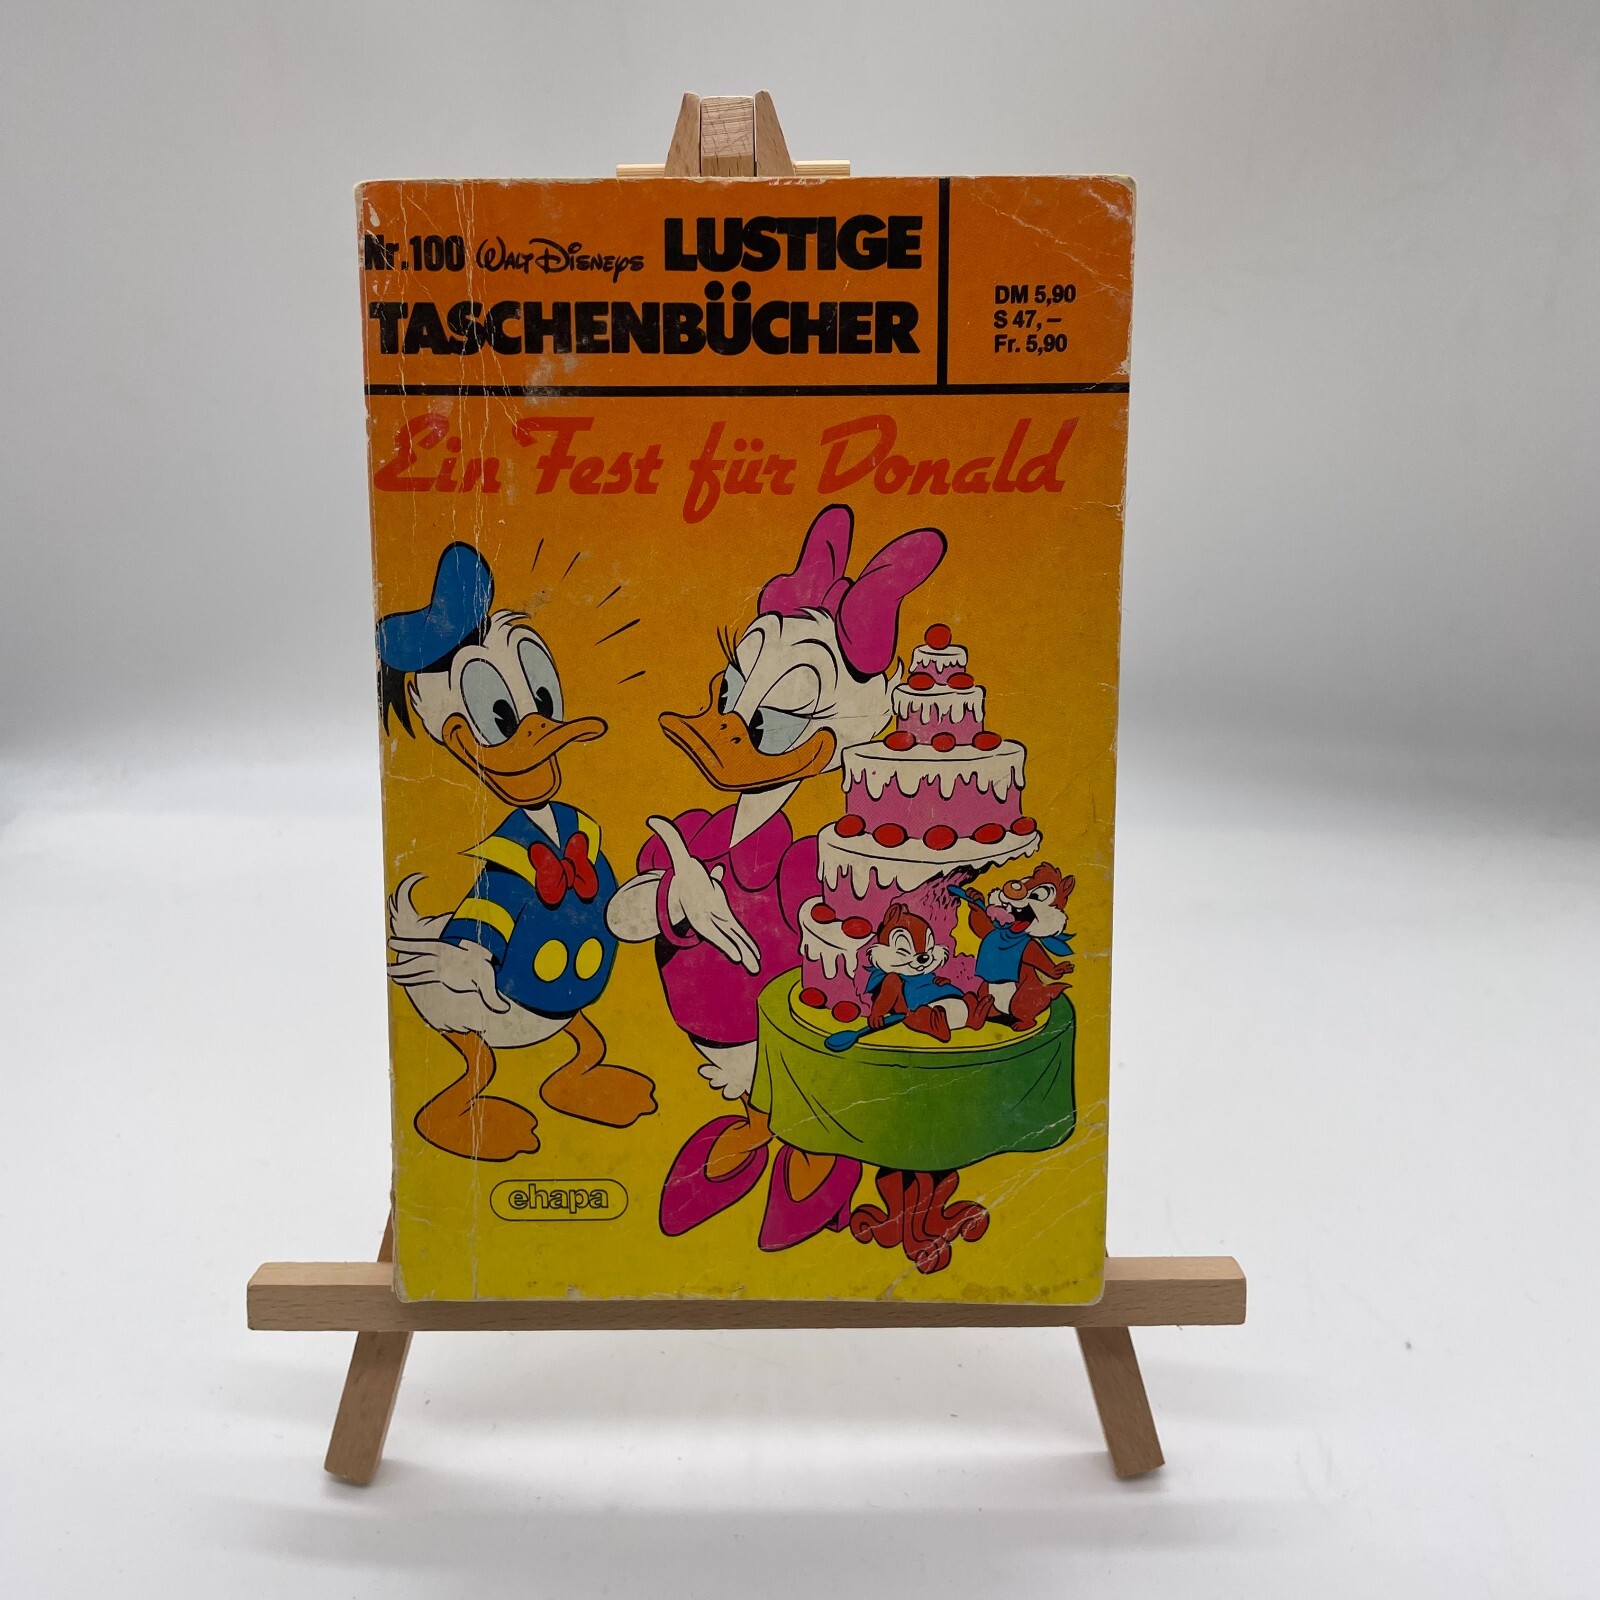 Nr.100 Walt Disneys LUSTIGE
TASCHENBÜCHER
DM 5,90
S 47,–
Fr. 5,90
Ein Fest für Donald
ehapa